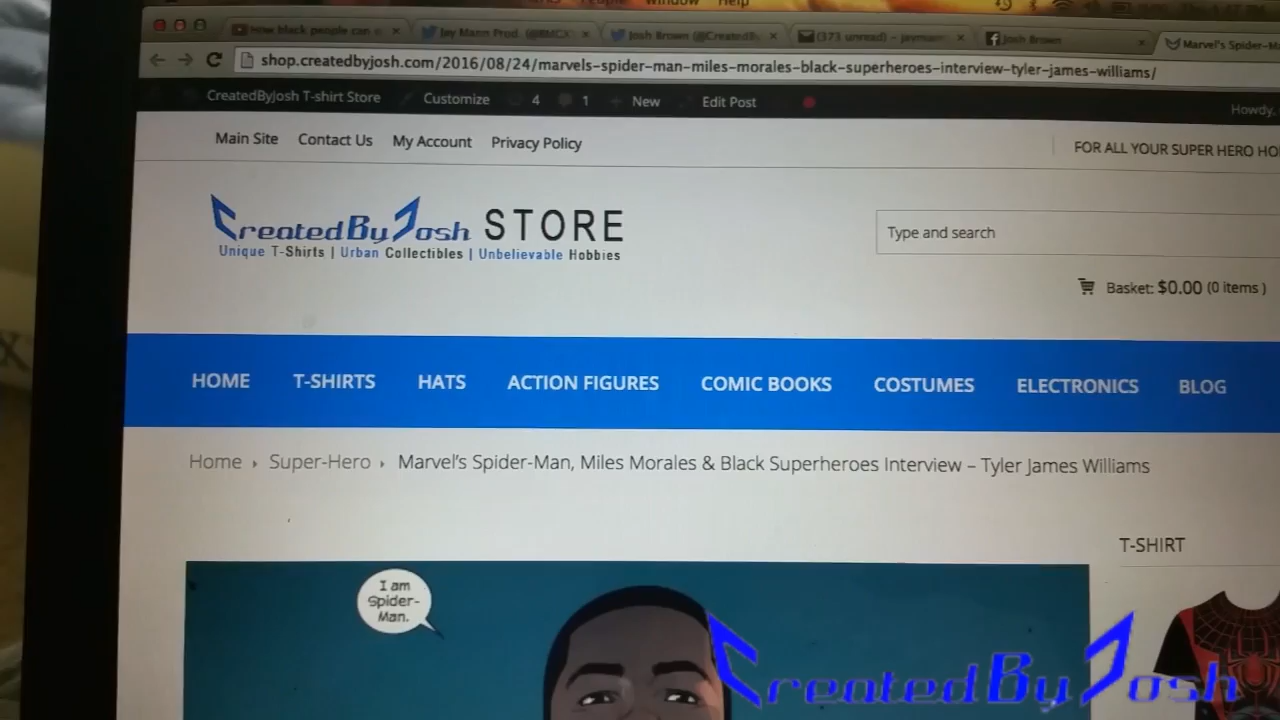 Window Help
How black people can
Jay Mann Prod.
Josh Brown (@CreatedBy
(373 unread) -
Josh Brown
Marvel's Spider-M
shop.createdbyjosh.com/2016/08/24/marvels-spider-man-miles-morales-black-superheroes-interview-tyler-james-williams/
CreatedByJosh T-shirt Store Customize 4 1 New Edit Post Howdy,
Main Site Contact Us My Account Privacy Policy
FOR ALL YOUR SUPER HERO HO
CreatedByJosh STORE
Unique T-Shirts | Urban Collectibles | Unbelievable Hobbies
Type and search
Basket: $0.00 (0 items )
HOME T-SHIRTS HATS ACTION FIGURES COMIC BOOKS COSTUMES ELECTRONICS BLOG
Home › Super-Hero › Marvel's Spider-Man, Miles Morales & Black Superheroes Interview – Tyler James Williams
T-SHIRT
I am
Spider-
Man.
CreatedByJosh